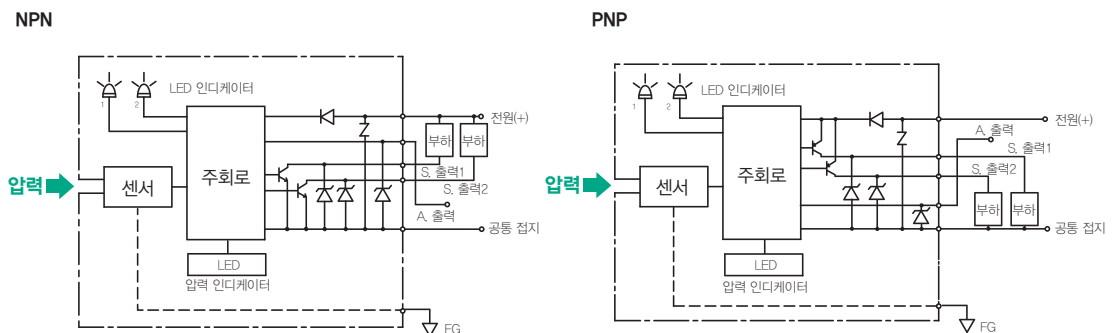 NPN
LED 인디케이터
1
2
전원(+)
부하
부하
압력
센서
주회로
S. 출력1
S. 출력2
A. 출력
공통 접지
LED
압력 인디케이터
FG
PNP
LED 인디케이터
1
2
전원(+)
A. 출력
S. 출력1
S. 출력2
압력
센서
주회로
부하
부하
공통 접지
LED
압력 인디케이터
FG